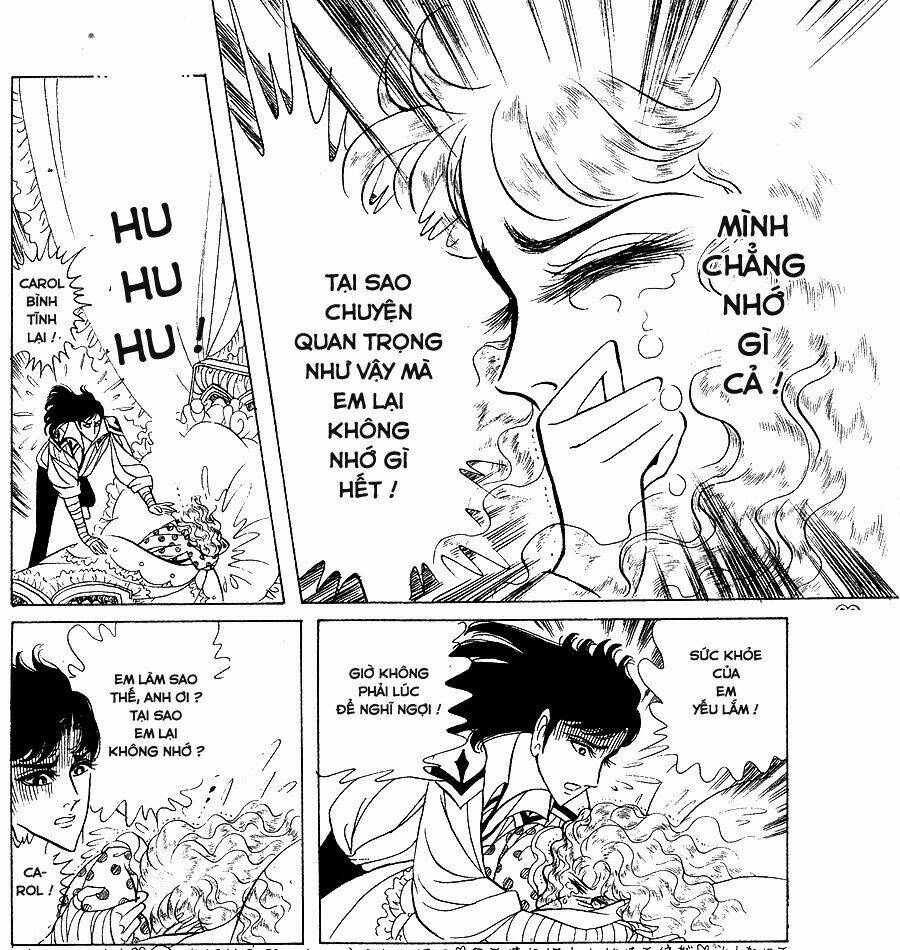 MÌNH
CHẲNG
NHỚ
GÌ
CẢ !
TẠI SAO
CHUYỆN
QUAN TRỌNG
NHƯ VẬY MÀ
EM LẠI
KHÔNG
NHỚ GÌ
HẾT !
HU
HU
HU !
CAROL
BÌNH
TĨNH
LẠI !
SỨC KHỎE
CỦA
EM
YẾU LẮM !
GIỜ KHÔNG
PHẢI LÚC
ĐỂ NGHĨ NGỢI !
EM LÀM SAO
THẾ, ANH ƠI ?
TẠI SAO
EM LẠI
KHÔNG NHỚ ?
CA-
ROL !